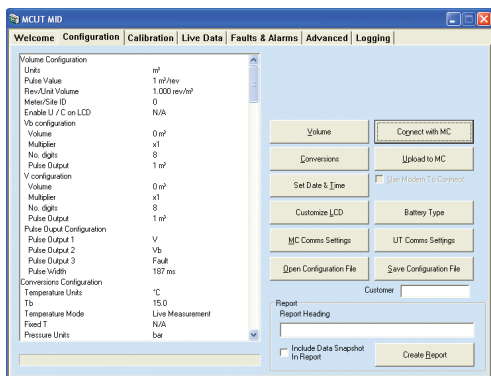 MCUT MID
Welcome Configuration Calibration Live Data Faults & Alarms Advanced Logging
Volume Configuration
Units m³
Pulse Value 1 m³/rev
Rev/Unit Volume 1.000 rev/m³
Meter/Site ID 0
Enable U / C on LCD N/A
Vb configuration
Volume 0 m³
Multiplier x1
No. digits 8
Pulse Output 1 m³
V configuration
Volume 0 m³
Multiplier x1
No. digits 8
Pulse Output 1 m³
Pulse Ouput Configuration
Pulse Output 1 V
Pulse Output 2 Vb
Pulse Output 3 Fault
Pulse Width 187 ms
Conversions Configuration
Temperature Units °C
Tb 15.0
Temperature Mode Live Measurement
Fixed T N/A
Pressure Units bar
Volume Connect with MC
Conversions Upload to MC
Set Date & Time Use Modem To Connect
Customize LCD Battery Type
MC Comms Settings UT Comms Settings
Open Configuration File Save Configuration File
Customer
Report
Report Heading
Include Data Snapshot
In Report
Create Report